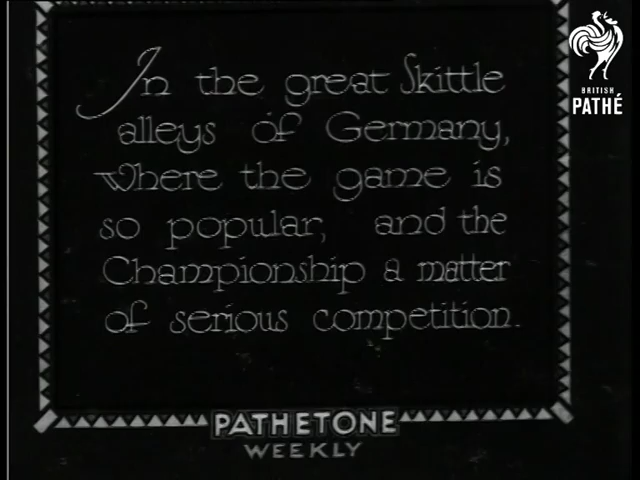 In the great Skittle
alleys of Germany,
where the game is
so popular, and the
Championship a matter
of serious competition.
PATHETONE
WEEKLY
BRITISH
PATHÉ